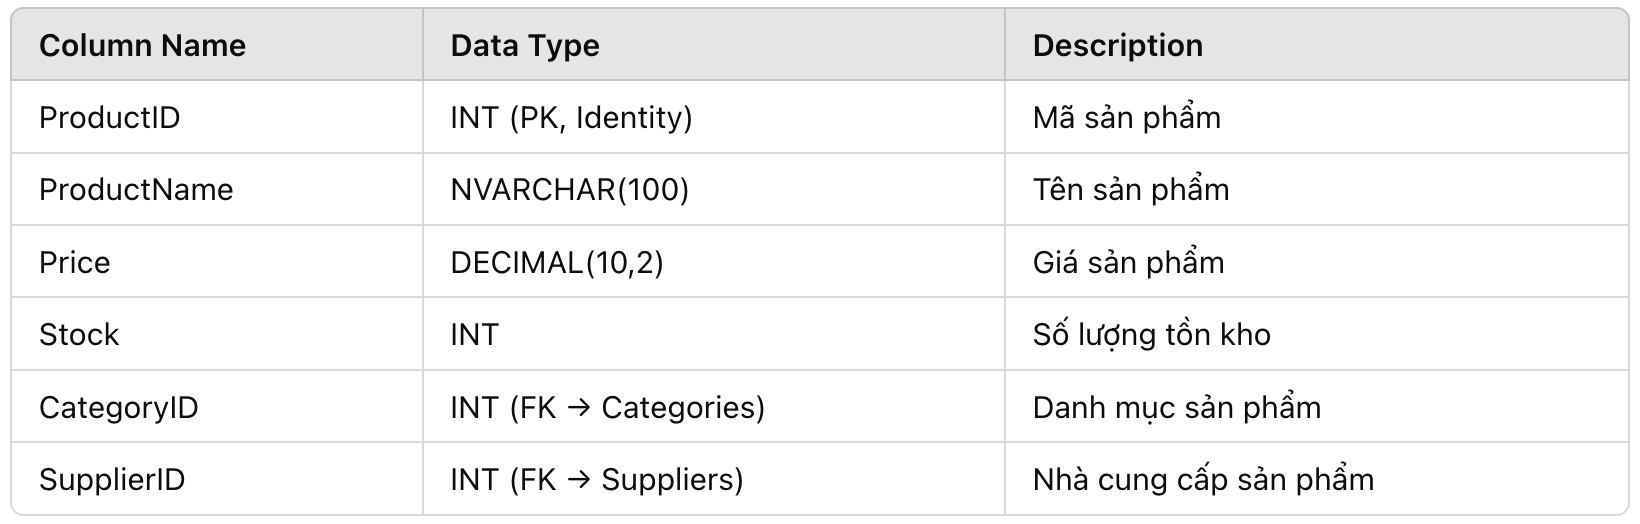 Column Name Data Type Description
ProductID INT (PK, Identity) Mã sản phẩm
ProductName NVARCHAR(100) Tên sản phẩm
Price DECIMAL(10,2) Giá sản phẩm
Stock INT Số lượng tồn kho
CategoryID INT (FK → Categories) Danh mục sản phẩm
SupplierID INT (FK → Suppliers) Nhà cung cấp sản phẩm